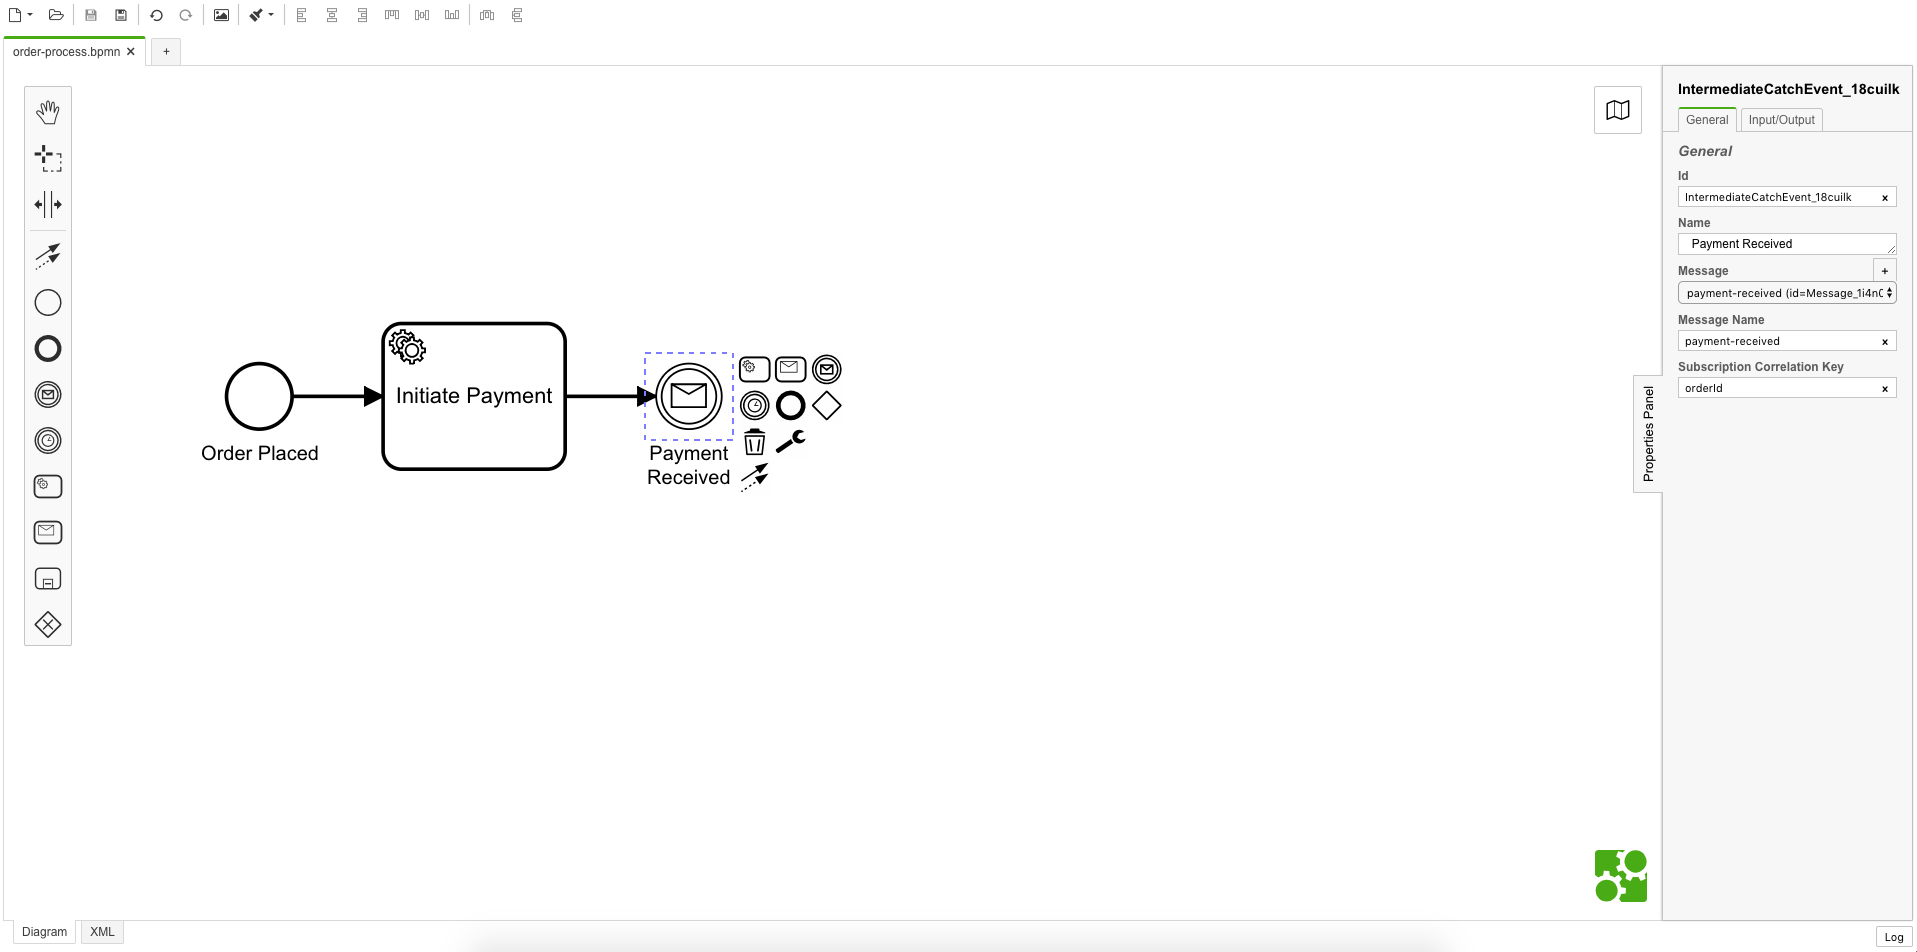 order-process.bpmn
IntermediateCatchEvent_18cuilk
General Input/Output
General
Id
IntermediateCatchEvent_18cuilk
Name
Payment Received
Message
payment-received (id=Message_1i4n0
Message Name
payment-received
Subscription Correlation Key
orderId
Properties Panel
Initiate Payment
Order Placed
Payment
Received
Diagram XML
Log